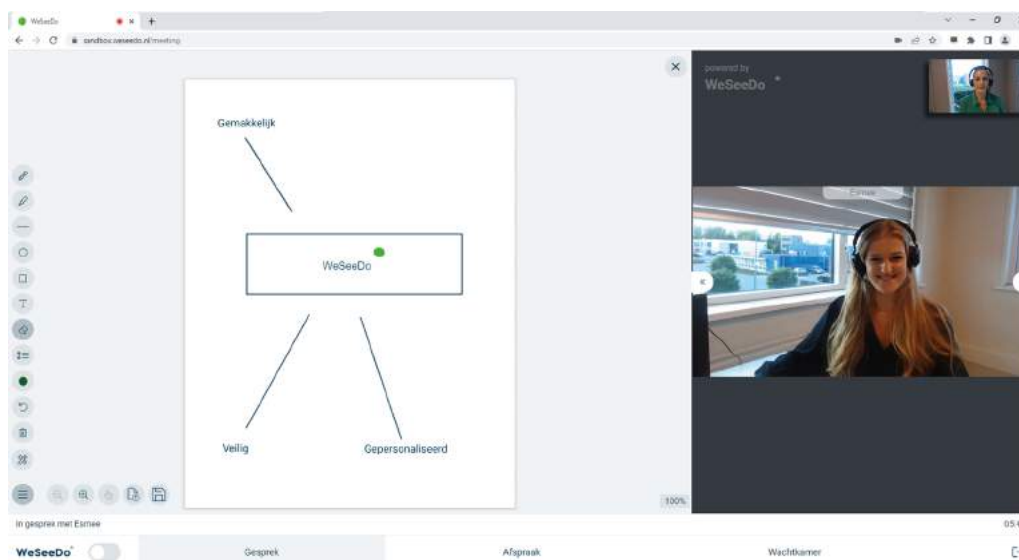 WeSeeDo
sandbox.weseedo.nl/meeting
powered by
WeSeeDo
Gemakkelijk
Esmee
WeSeeDo
T
Veilig
Gepersonaliseerd
100%
In gesprek met Esmee
WeSeeDo
Gesprek
Afspraak
Wachtkamer